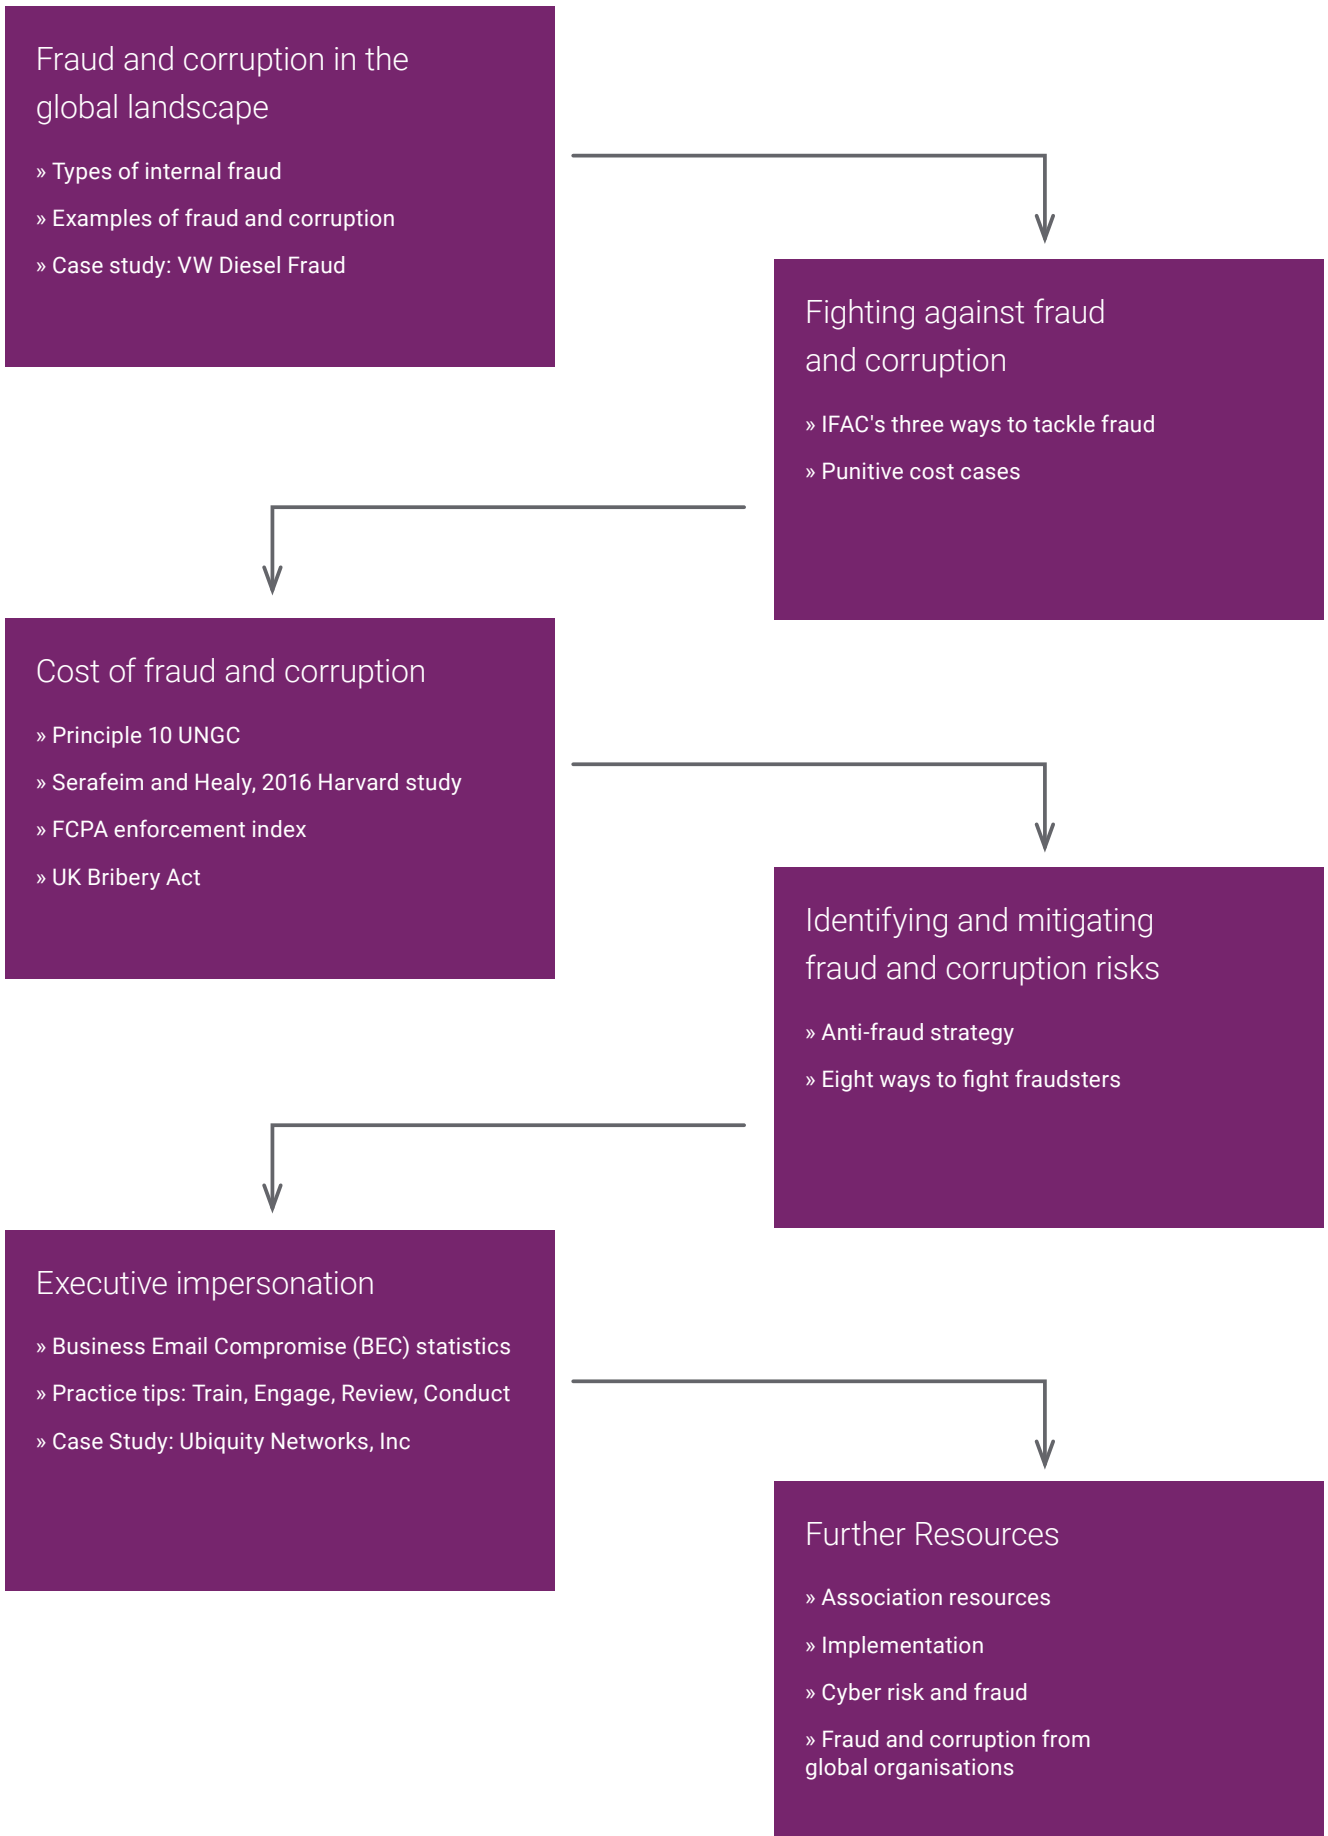 Fraud and corruption in the
global landscape
» Types of internal fraud
» Examples of fraud and corruption
» Case study: VW Diesel Fraud
Fighting against fraud
and corruption
» IFAC's three ways to tackle fraud
» Punitive cost cases
Cost of fraud and corruption
» Principle 10 UNGC
» Serafeim and Healy, 2016 Harvard study
» FCPA enforcement index
» UK Bribery Act
Identifying and mitigating
fraud and corruption risks
» Anti-fraud strategy
» Eight ways to fight fraudsters
Executive impersonation
» Business Email Compromise (BEC) statistics
» Practice tips: Train, Engage, Review, Conduct
» Case Study: Ubiquity Networks, Inc
Further Resources
» Association resources
» Implementation
» Cyber risk and fraud
» Fraud and corruption from
global organisations